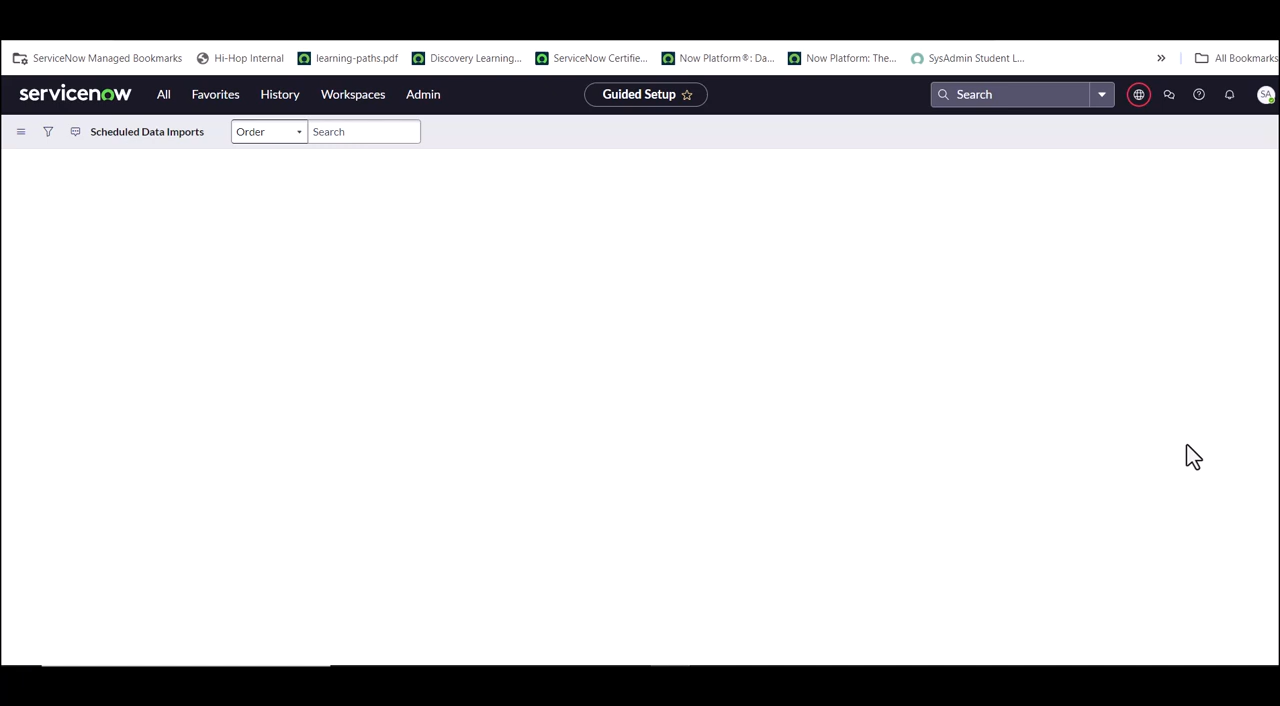 ServiceNow Managed Bookmarks Hi-Hop Internal learning-paths.pdf Discovery Learning... ServiceNow Certifie... Now Platform®: Da... Now Platform: The... SysAdmin Student L... » All Bookmarks
servicenow All Favorites History Workspaces Admin Guided Setup Search SA
Scheduled Data Imports Order Search